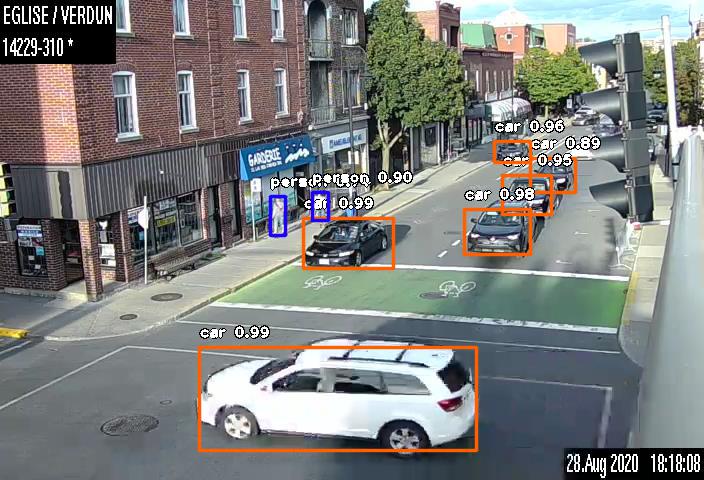 EGLISE / VERDUN
14229-310 *
car 0.96
car 0.89
car 0.95
GARDERIE
person 0.90
car 0.99
car 0.98
car 0.99
28.Aug 2020 18:18:08